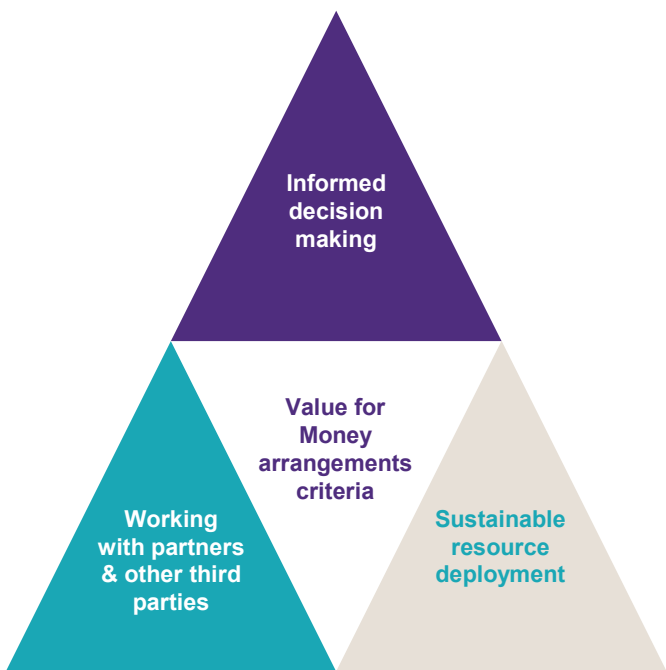 Informed
decision
making
Value for
Money
arrangements
criteria
Working
with partners
& other third
parties
Sustainable
resource
deployment